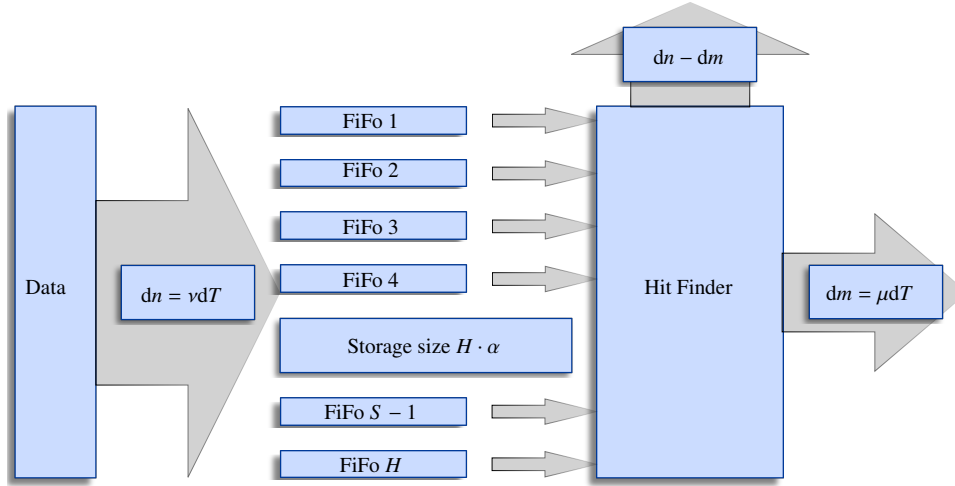 Data
dn = νdT
FiFo 1
FiFo 2
FiFo 3
FiFo 4
Storage size H · α
FiFo S − 1
FiFo H
dn − dm
Hit Finder
dm = μdT